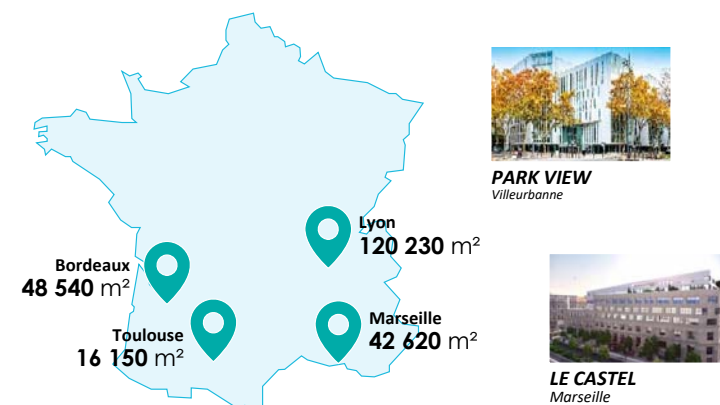 PARK VIEW
Villeurbanne
Lyon
120 230 m²
Bordeaux
48 540 m²
Marseille
42 620 m²
Toulouse
16 150 m²
LE CASTEL
Marseille